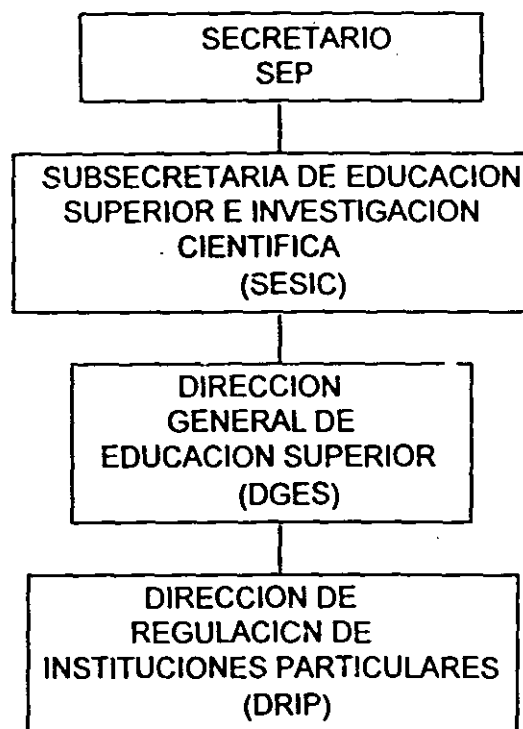 SECRETARIO
SEP
SUBSECRETARIA DE EDUCACION
SUPERIOR E INVESTIGACION
CIENTIFICA
(SESIC)
DIRECCION
GENERAL DE
EDUCACION SUPERIOR
(DGES)
DIRECCION DE
REGULACICN DE
INSTITUCIONES PARTICULARES
(DRIP)